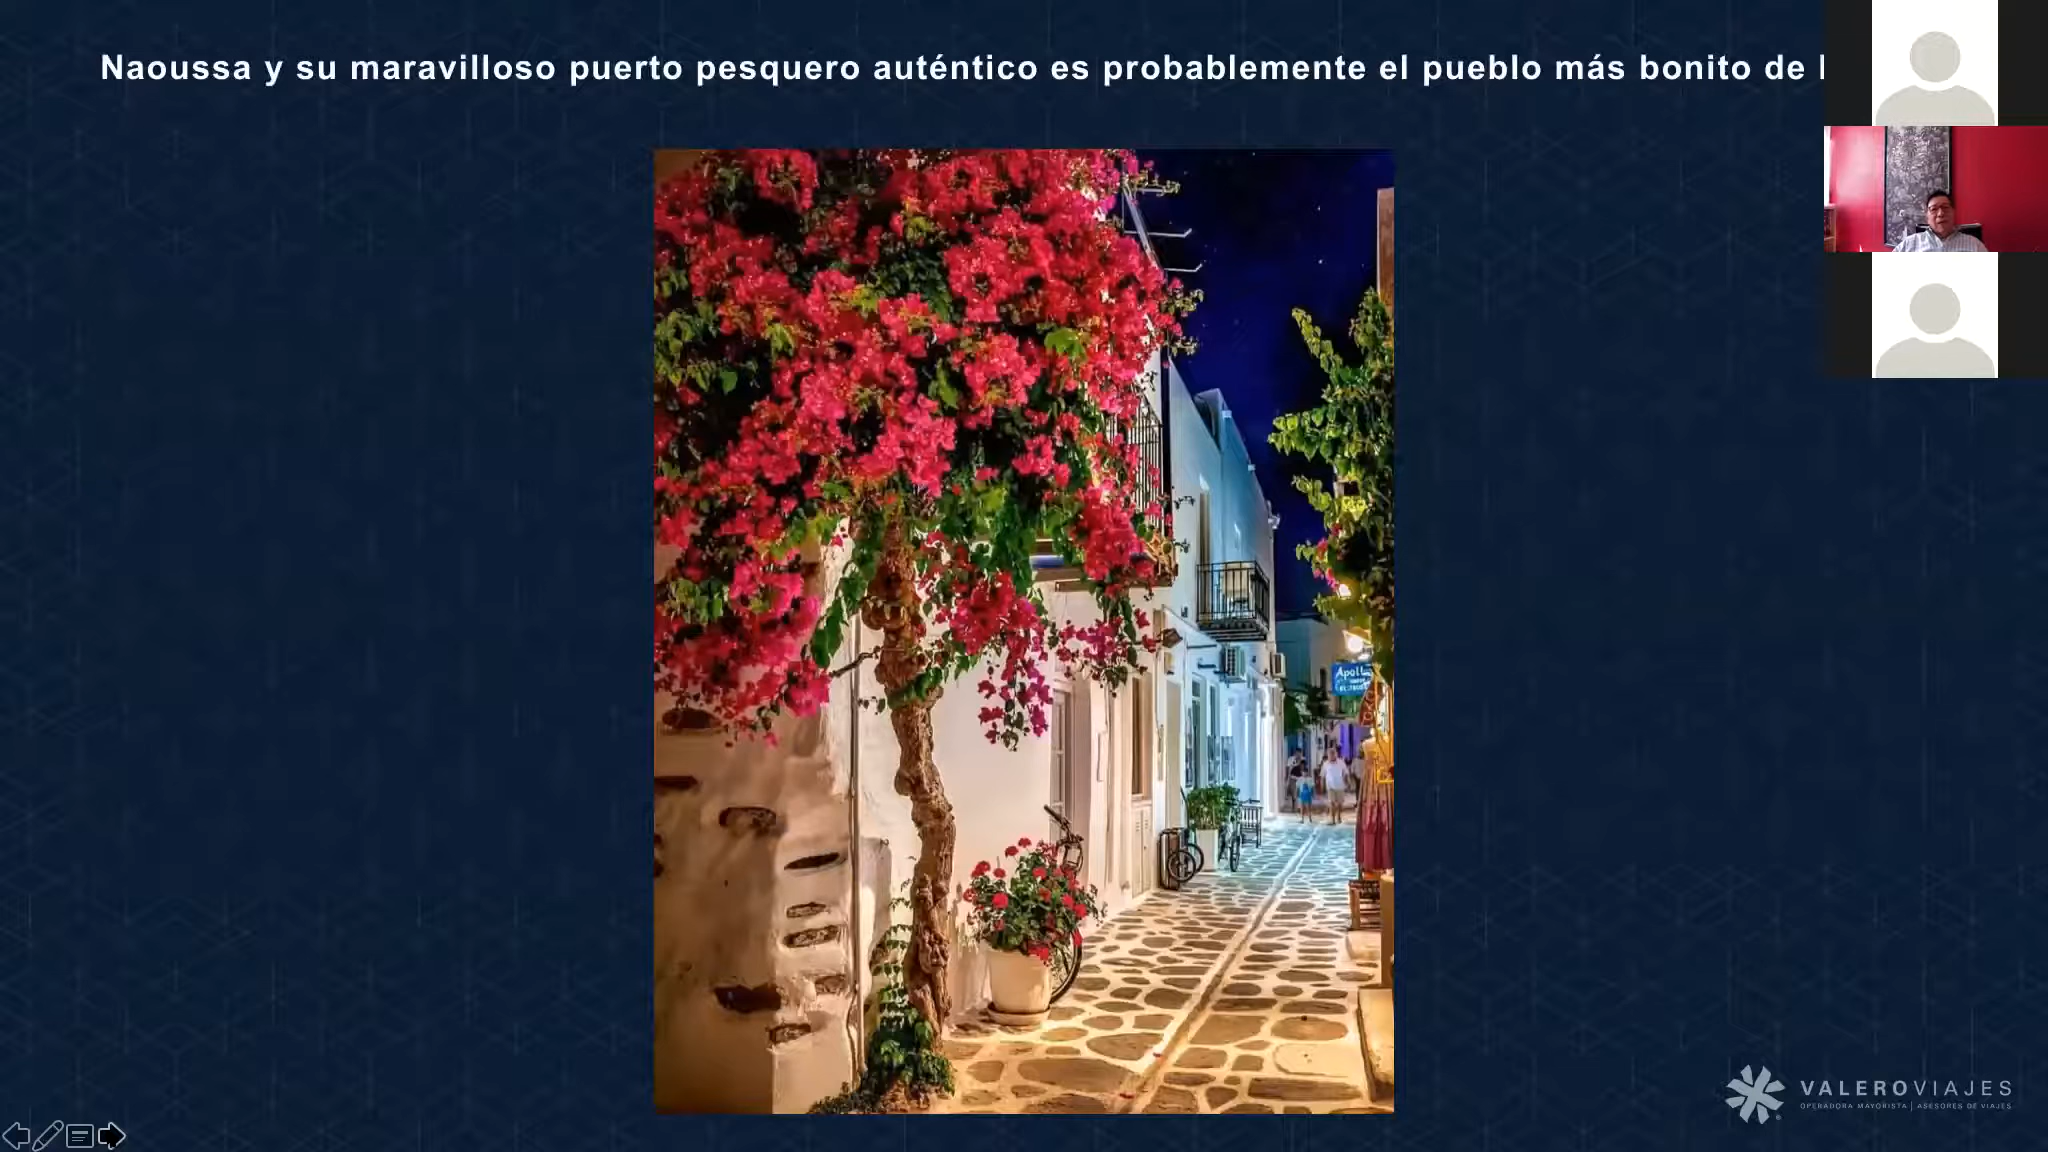 Naoussa y su maravilloso puerto pesquero auténtico es probablemente el pueblo más bonito de
VALEROVIAJES
OPERADORA MAYORISTA | ASESORES DE VIAJES